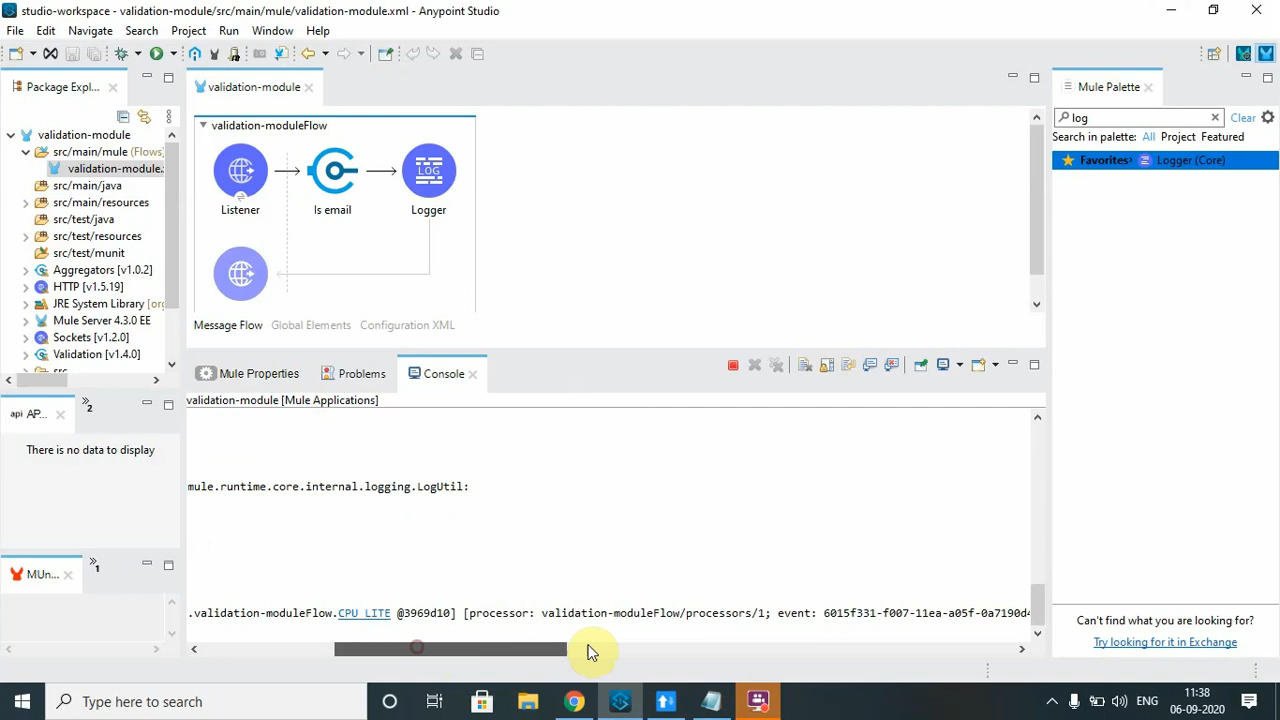 studio-workspace - validation-module/src/main/mule/validation-module.xml - Anypoint Studio
File Edit Navigate Search Project Run Window Help
Package Expl...
validation-module
Mule Palette
validation-module
src/main/mule (Flows)
validation-module.
src/main/java
src/main/resources
src/test/java
src/test/resources
src/test/munit
Aggregators [v1.0.2]
HTTP [v1.5.19]
JRE System Library [
Mule Server 4.3.0 EE
Sockets [v1.2.0]
Validation [v1.4.0]
src
validation-moduleFlow
LOG
Listener
Is email
Logger
Message Flow Global Elements Configuration XML
log
Clear
Search in palette: All Project Featured
Favorites> Logger (Core)
Mule Properties
Problems
Console
validation-module [Mule Applications]
mule.runtime.core.internal.logging.LogUtil:
.validation-moduleFlow.CPU_LITE @3969d10] [processor: validation-moduleFlow/processors/1; event: 6015f331-f007-11ea-a05f-0a7190d4
api AP...
2
There is no data to display
MUn...
1
Can't find what you are looking for?
Try looking for it in Exchange
Type here to search
ENG
11:38
06-09-2020